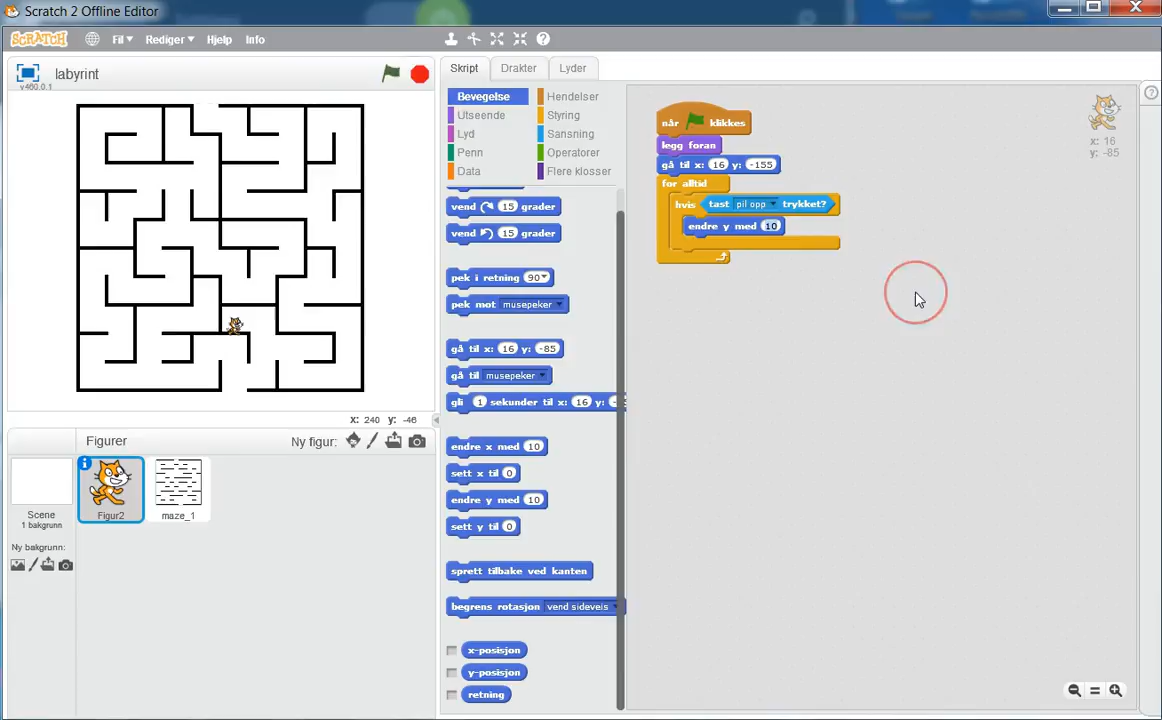 Scratch 2 Offline Editor
SCRATCH Fil Rediger Hjelp Info
labyrint
v460.0.1
x: 240 y: -46
Figurer Ny figur:
Scene
1 bakgrunn
Ny bakgrunn:
Figur2
maze_1
Skript Drakter Lyder
Bevegelse Hendelser
Utseende Styring
Lyd Sansning
Penn Operatorer
Data Flere klosser
vend 15 grader
vend 15 grader
pek i retning 90
pek mot musepeker
gå til x: 16 y: -85
gå til musepeker
gli 1 sekunder til x: 16 y:
endre x med 10
sett x til 0
endre y med 10
sett y til 0
sprett tilbake ved kanten
begrens rotasjon vend sideveis
x-posisjon
y-posisjon
retning
når klikkes
legg foran
gå til x: 16 y: -155
for alltid
hvis tast pil opp trykket?
endre y med 10
x: 16
y: -85